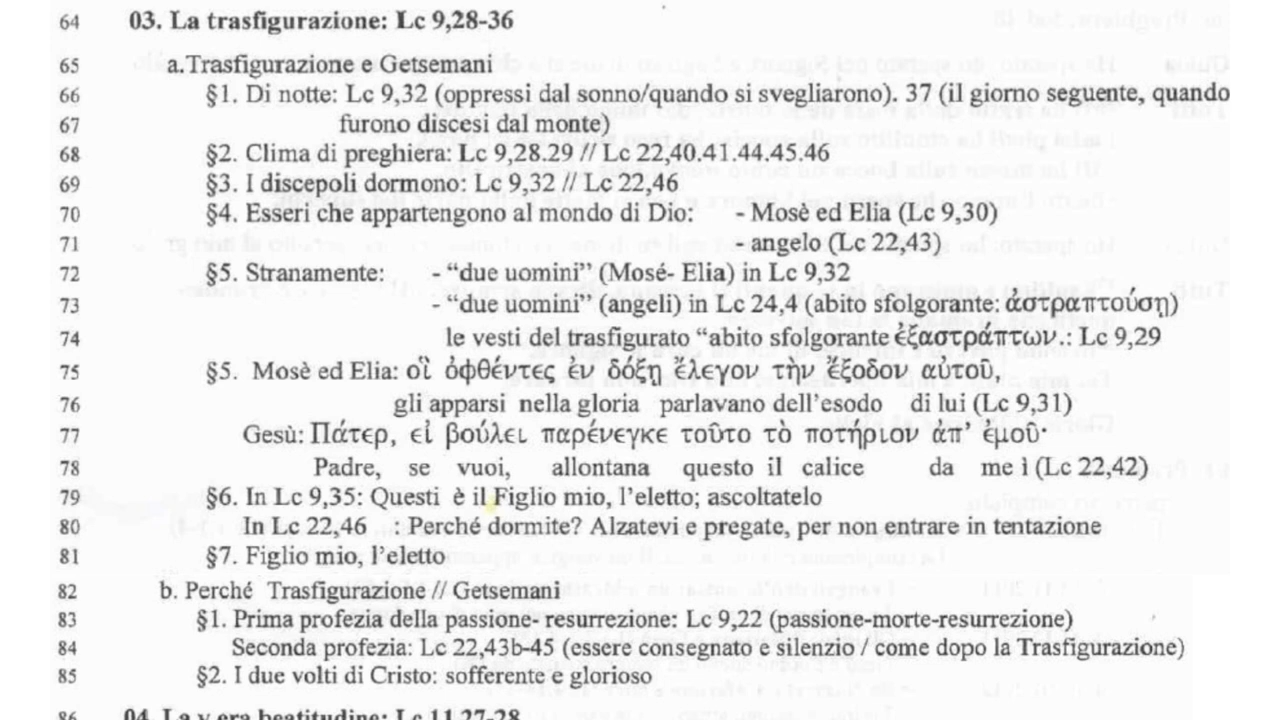 64 03. La trasfigurazione: Lc 9,28-36
65 a.Trasfigurazione e Getsemani
66 §1. Di notte: Lc 9,32 (oppressi dal sonno/quando si svegliarono). 37 (il giorno seguente, quando
67 furono discesi dal monte)
68 §2. Clima di preghiera: Lc 9,28.29 // Lc 22,40.41.44.45.46
69 §3. I discepoli dormono: Lc 9,32 // Lc 22,46
70 §4. Esseri che appartengono al mondo di Dio: - Mosè ed Elia (Lc 9,30)
71 - angelo (Lc 22,43)
72 §5. Stranamente: - “due uomini” (Mosé- Elia) in Lc 9,32
73 - “due uomini” (angeli) in Lc 24,4 (abito sfolgorante: ἀστραπτούσῃ)
74 le vesti del trasfigurato “abito sfolgorante ἐξαστράπτων.: Lc 9,29
75 §5. Mosè ed Elia: οἳ ὀφθέντες ἐν δόξῃ ἔλεγον τὴν ἔξοδον αὐτοῦ,
76 gli apparsi nella gloria parlavano dell’esodo di lui (Lc 9,31)
77 Gesù: Πάτερ, εἰ βούλει παρένεγκε τοῦτο τὸ ποτήριον ἀπ’ ἐμοῦ·
78 Padre, se vuoi, allontana questo il calice da me i (Lc 22,42)
79 §6. In Lc 9,35: Questi è il Figlio mio, l’eletto; ascoltatelo
80 In Lc 22,46 : Perché dormite? Alzatevi e pregate, per non entrare in tentazione
81 §7. Figlio mio, l’eletto
82 b. Perché Trasfigurazione // Getsemani
83 §1. Prima profezia della passione- resurrezione: Lc 9,22 (passione-morte-resurrezione)
84 Seconda profezia: Lc 22,43b-45 (essere consegnato e silenzio / come dopo la Trasfigurazione)
85 §2. I due volti di Cristo: sofferente e glorioso
86 04. La v era beatitudine: Lc 11,27-28